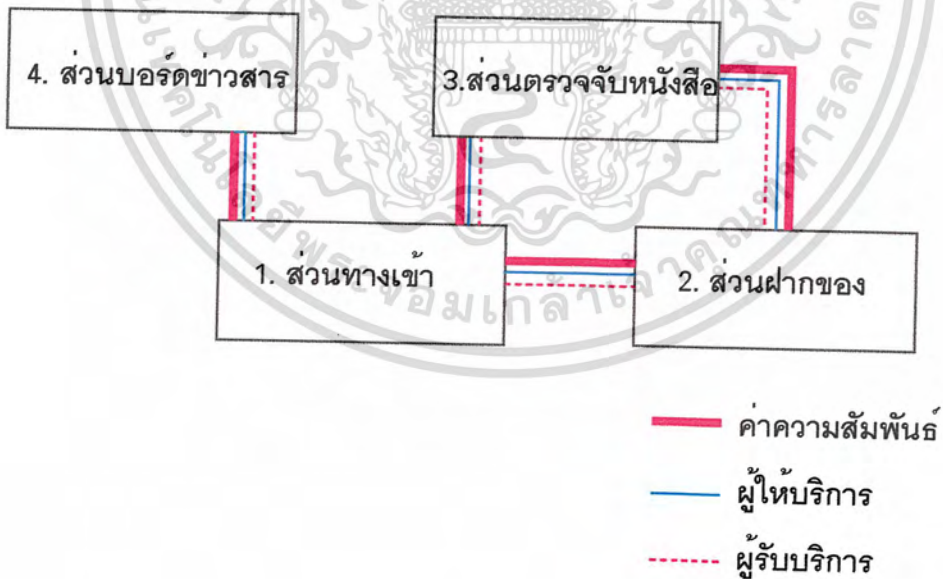 4. ส่วนบอร์ดข่าวสาร
3.ส่วนตรวจจับหนังสือ
1. ส่วนทางเข้า
2. ส่วนฝากของ
ค่าความสัมพันธ์
ผู้ให้บริการ
ผู้รับบริการ